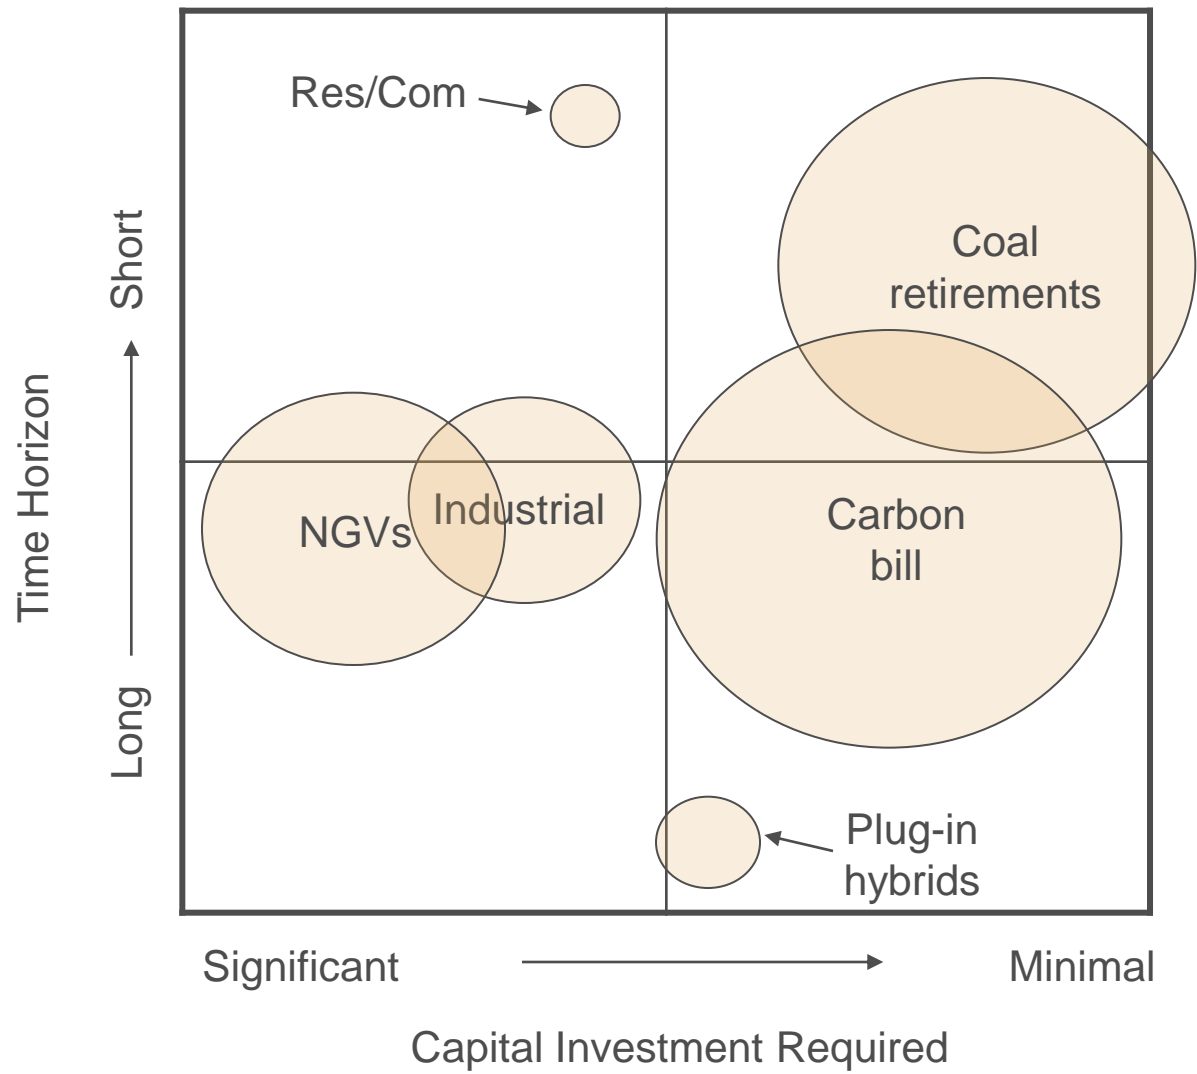 Res/Com
Coal
retirements
Short
Time Horizon
Industrial
NGVs
Carbon
bill
Long
Plug-in
hybrids
Significant
Minimal
Capital Investment Required